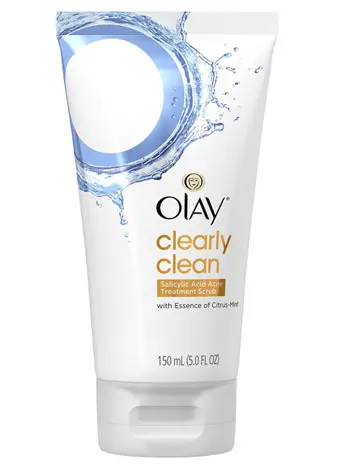 OLAY®
clearly
clean
Salicylic Acid Acne
Treatment Scrub
with Essence of Citrus-Mint
150 mL (5.0 FL OZ)